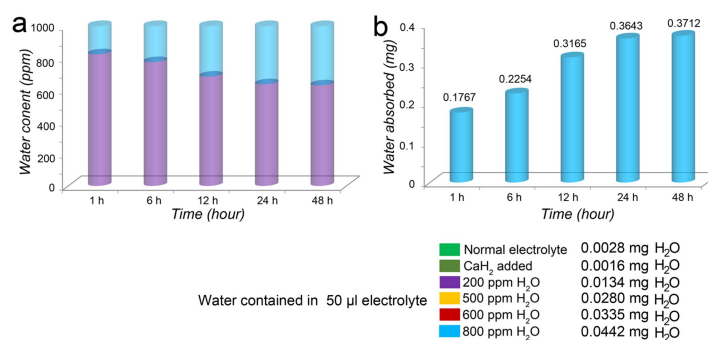 a
1000
800
600
400
200
0
Water conent (ppm)
1 h
6 h
12 h
24 h
48 h
Time (hour)
b
0.4
0.3
0.2
0.1
0
Water absorbed (mg)
0.1767
0.2254
0.3165
0.3643
0.3712
1 h
6 h
12 h
24 h
48 h
Time (hour)
Water contained in 50 µl electrolyte
Normal electrolyte 0.0028 mg H₂O
CaH₂ added 0.0016 mg H₂O
200 ppm H₂O 0.0134 mg H₂O
500 ppm H₂O 0.0280 mg H₂O
600 ppm H₂O 0.0335 mg H₂O
800 ppm H₂O 0.0442 mg H₂O